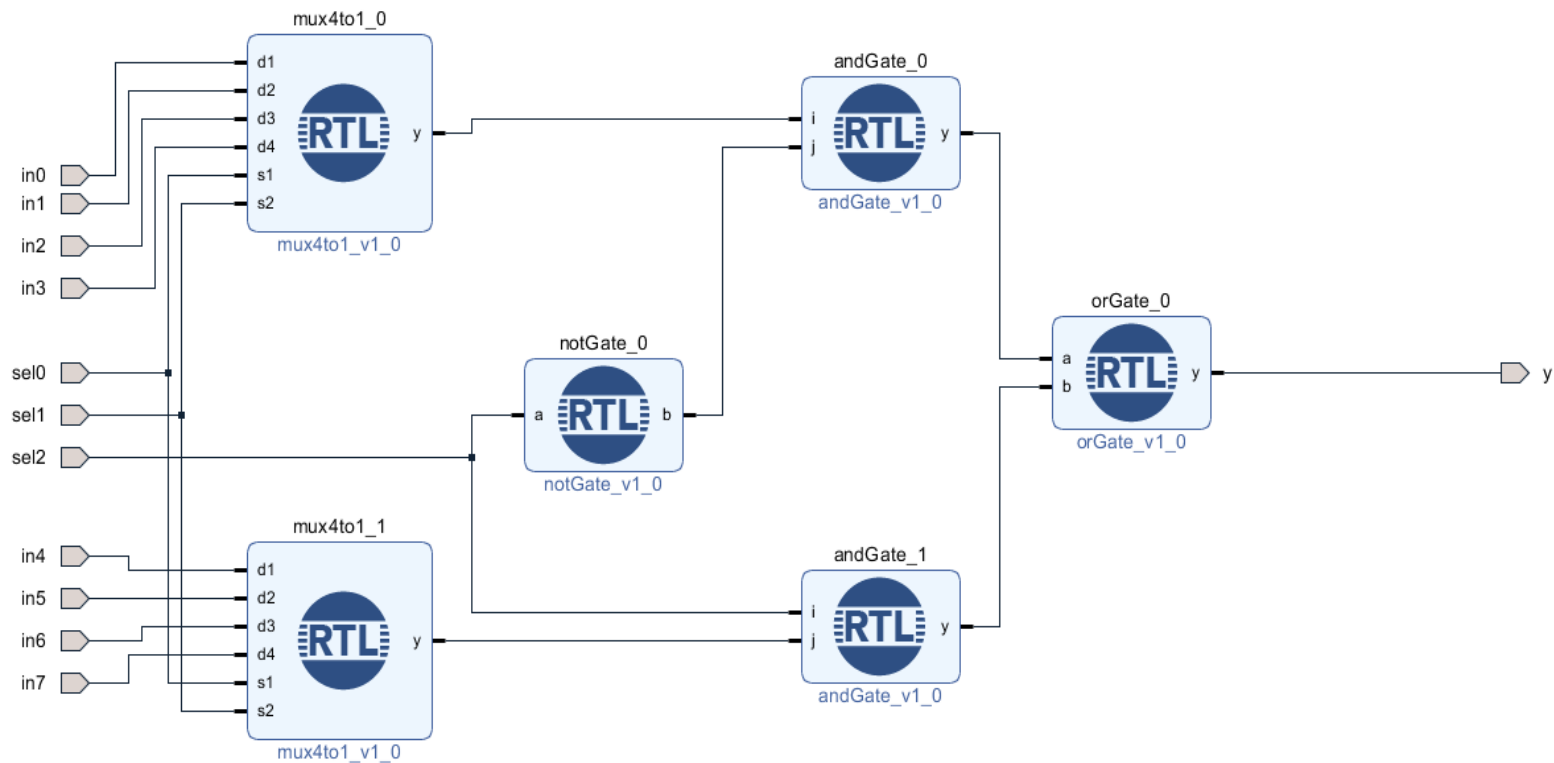 mux4to1_0
d1
d2
d3
d4
s1
s2
RTL
y
mux4to1_v1_0
in0
in1
in2
in3
sel0
sel1
sel2
notGate_0
a
RTL
b
notGate_v1_0
andGate_0
i
j
RTL
y
andGate_v1_0
orGate_0
a
b
RTL
y
orGate_v1_0
y
in4
in5
in6
in7
mux4to1_1
d1
d2
d3
d4
s1
s2
RTL
y
mux4to1_v1_0
andGate_1
i
j
RTL
y
andGate_v1_0